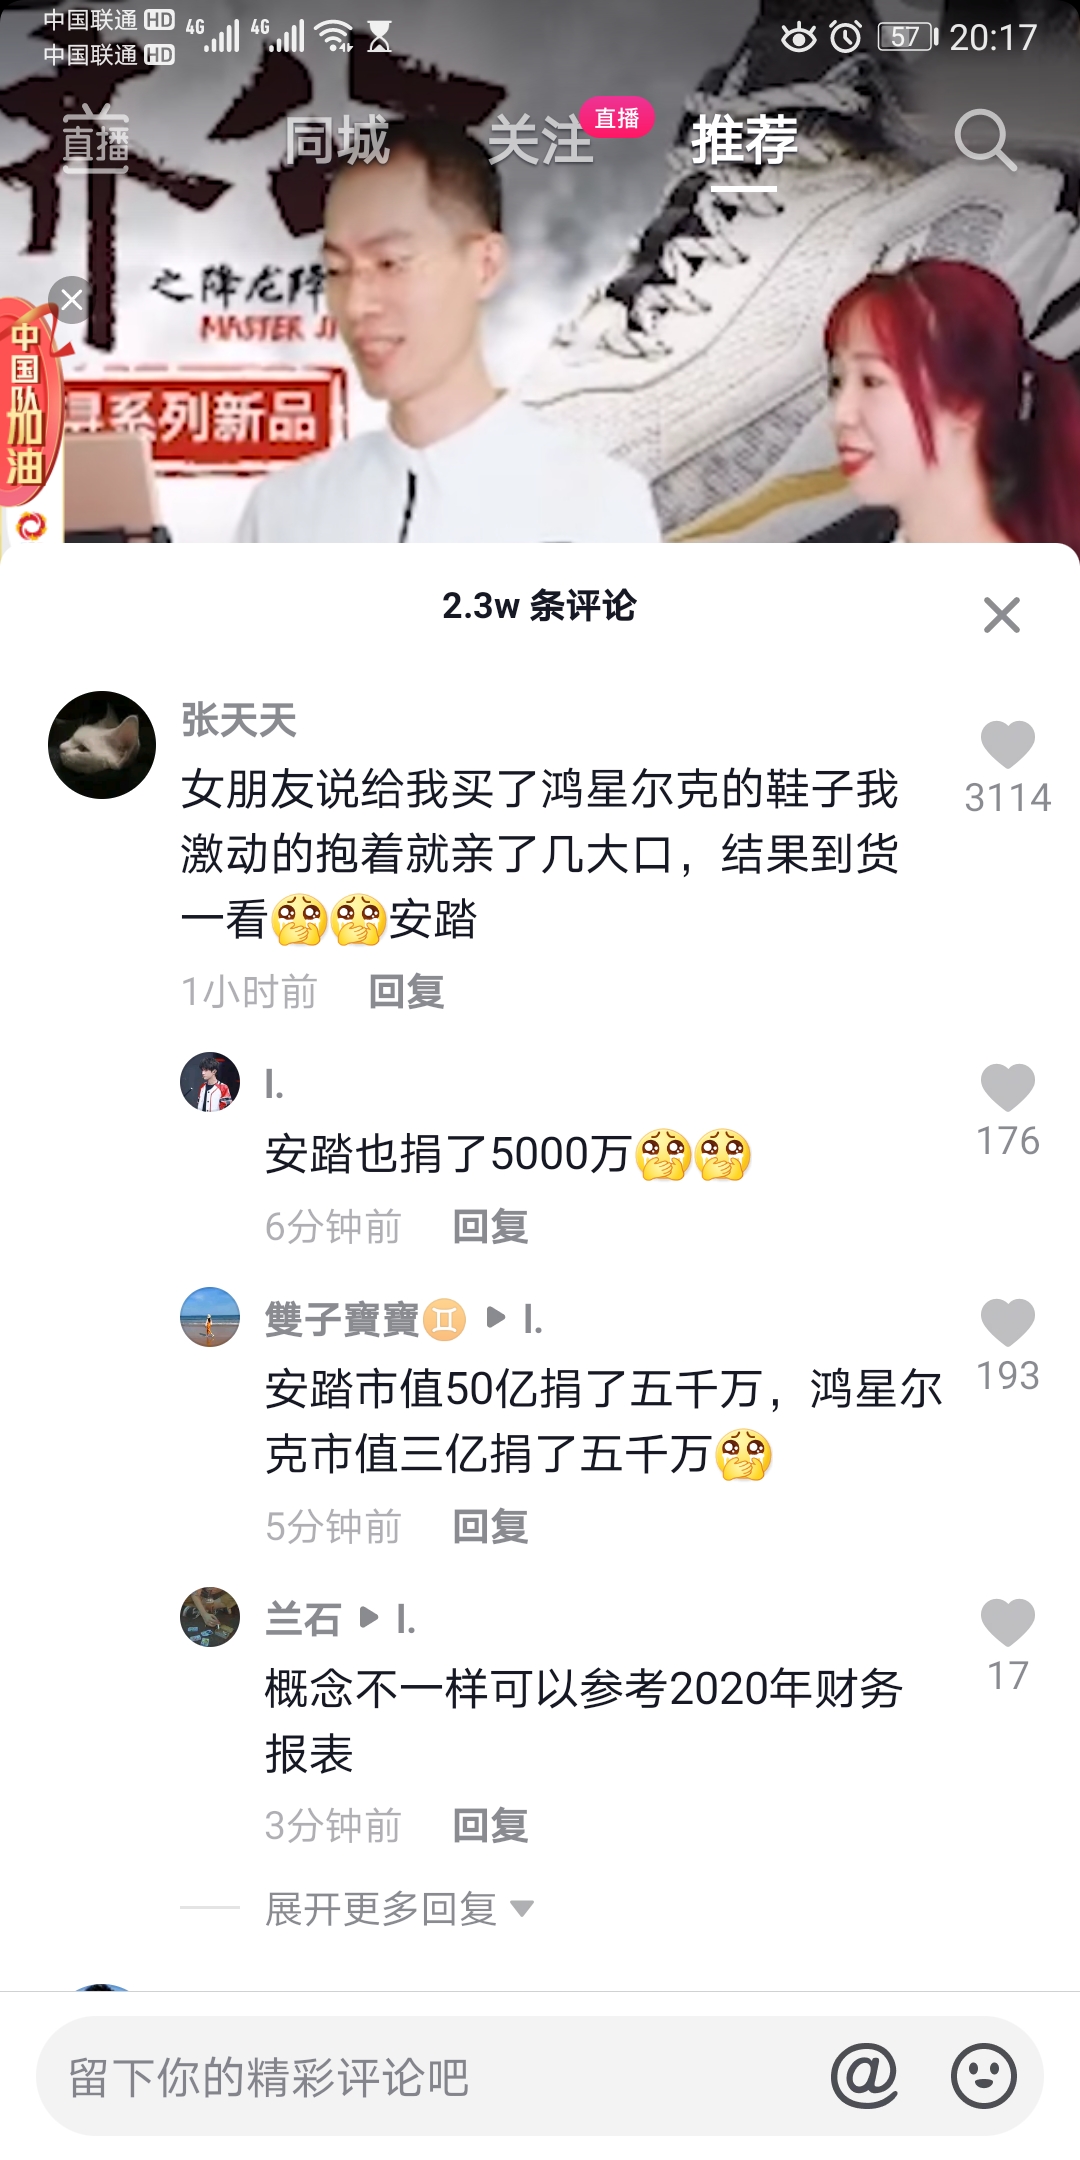 中国联通 HD 4G 4G 57 20:17
中国联通 HD
直播 同城 关注 直播 推荐
之降龙降
MASTER JI
中国队加油
寻系列新品
2.3w 条评论
张天天
女朋友说给我买了鸿星尔克的鞋子我
激动的抱着就亲了几大口，结果到货
一看🥹🥹安踏
3114
1小时前 回复
l.
安踏也捐了5000万🥹🥹
176
6分钟前 回复
雙子寶寶♊ ▶ l.
安踏市值50亿捐了五千万，鸿星尔
克市值三亿捐了五千万🥹
193
5分钟前 回复
兰石 ▶ l.
概念不一样可以参考2020年财务
报表
17
3分钟前 回复
展开更多回复
留下你的精彩评论吧 @